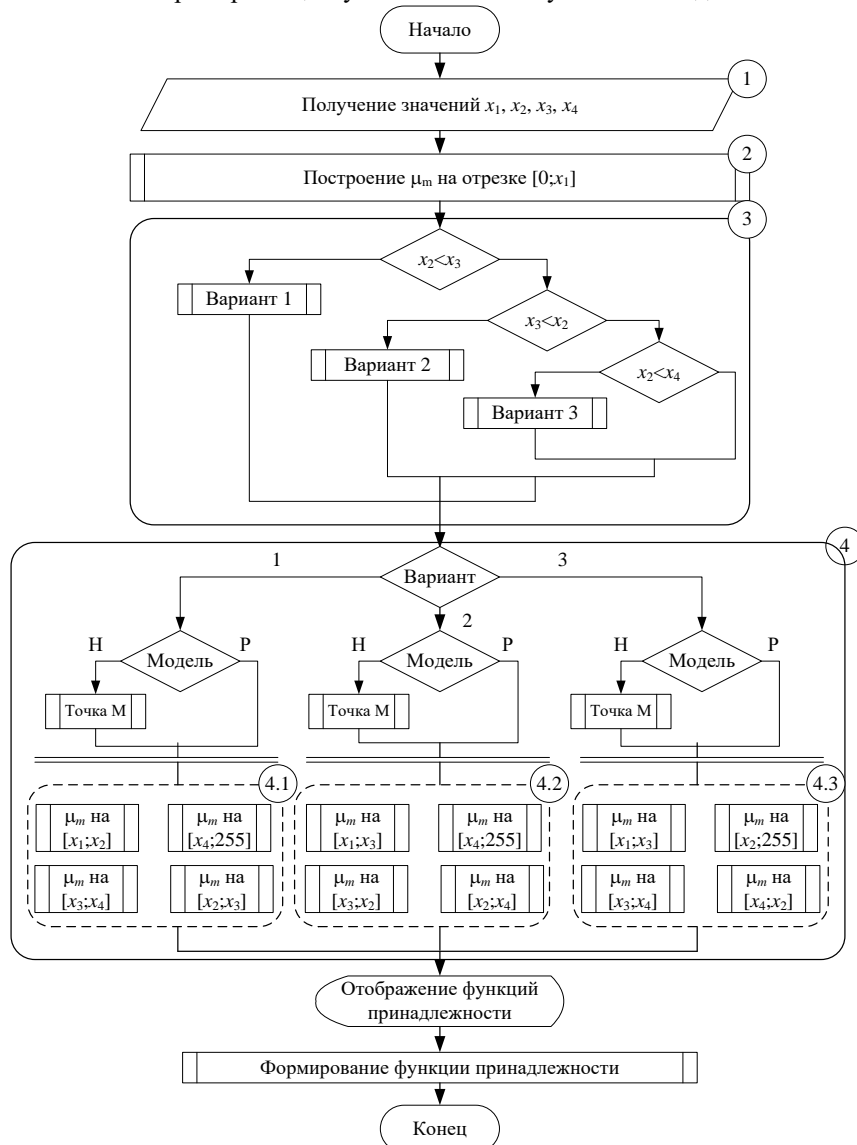 Начало
1
Получение значений x₁, x₂, x₃, x₄
2
Построение μₘ на отрезке [0;x₁]
3
x₂<x₃
Вариант 1
x₃<x₂
Вариант 2
x₂<x₄
Вариант 3
4
1
Вариант
3
2
Н
Модель
Р
Н
Модель
Р
Н
Модель
Р
Точка М
Точка М
Точка М
4.1
4.2
4.3
μₘ на
[x₁;x₂]
μₘ на
[x₄;255]
μₘ на
[x₃;x₄]
μₘ на
[x₂;x₃]
μₘ на
[x₁;x₃]
μₘ на
[x₄;255]
μₘ на
[x₃;x₂]
μₘ на
[x₂;x₄]
μₘ на
[x₁;x₃]
μₘ на
[x₂;255]
μₘ на
[x₃;x₄]
μₘ на
[x₄;x₂]
Отображение функций
принадлежности
Формирование функции принадлежности
Конец